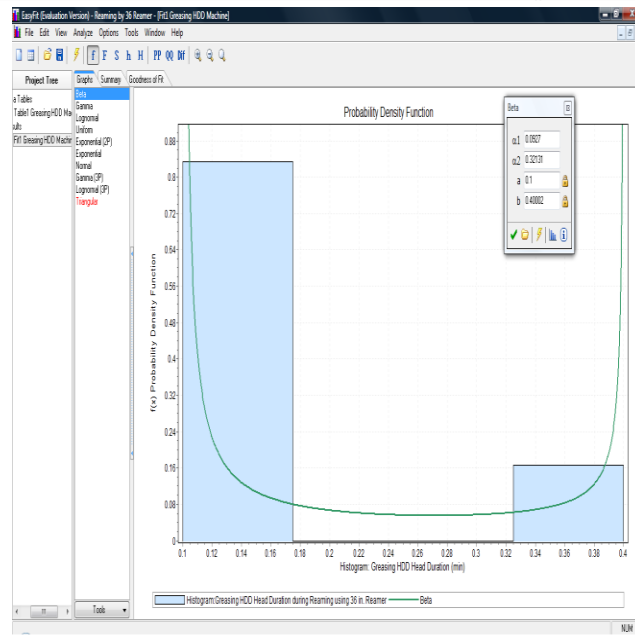 EasyFit (Evaluation Version) - Reaming by 36 Reamer - [Fit1 Greasing HDD Machine]
File Edit View Analyze Options Tools Window Help
f F S h H PP QQ Dif
Project Tree
Graphs Summary Goodness of Fit
a Tables
Table1 Greasing HDD Ma
ults
Fit1 Greasing HDD Machin
Beta
Gamma
Lognormal
Uniform
Exponential (2P)
Exponential
Normal
Gamma (3P)
Lognormal (3P)
Triangular
Tools
Probability Density Function
f(x) Probability Density Function
0.88
0.8
0.72
0.64
0.56
0.48
0.4
0.32
0.24
0.16
0.08
0
0.1 0.12 0.14 0.16 0.18 0.2 0.22 0.24 0.26 0.28 0.3 0.32 0.34 0.36 0.38 0.4
Histogram: Greasing HDD Head Duration (min)
Histogram:Greasing HDD Head Duration during Reaming using 36 in. Reamer Beta
Beta
α1 0.0927
α2 0.32131
a 0.1
b 0.40002
NUM